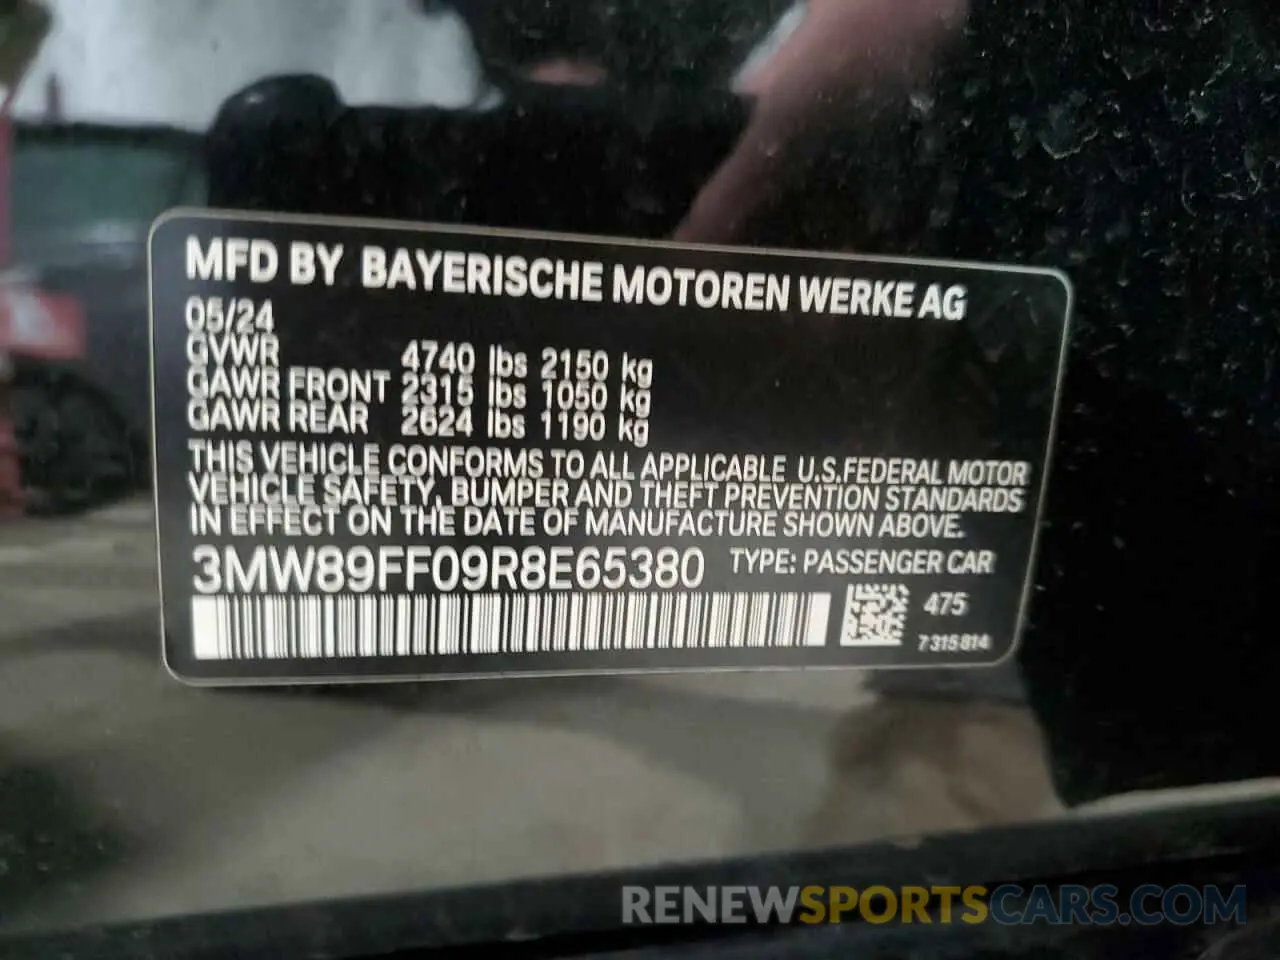 MFD BY BAYERISCHE MOTOREN WERKE AG
05/24
GVWR 4740 lbs 2150 kg
GAWR FRONT 2315 lbs 1050 kg
GAWR REAR 2624 lbs 1190 kg
THIS VEHICLE CONFORMS TO ALL APPLICABLE U.S.FEDERAL MOTOR
VEHICLE SAFETY, BUMPER AND THEFT PREVENTION STANDARDS
IN EFFECT ON THE DATE OF MANUFACTURE SHOWN ABOVE.
3MW89FF09R8E65380 TYPE: PASSENGER CAR
475
7315814
RENEWSPORTSCARS.COM